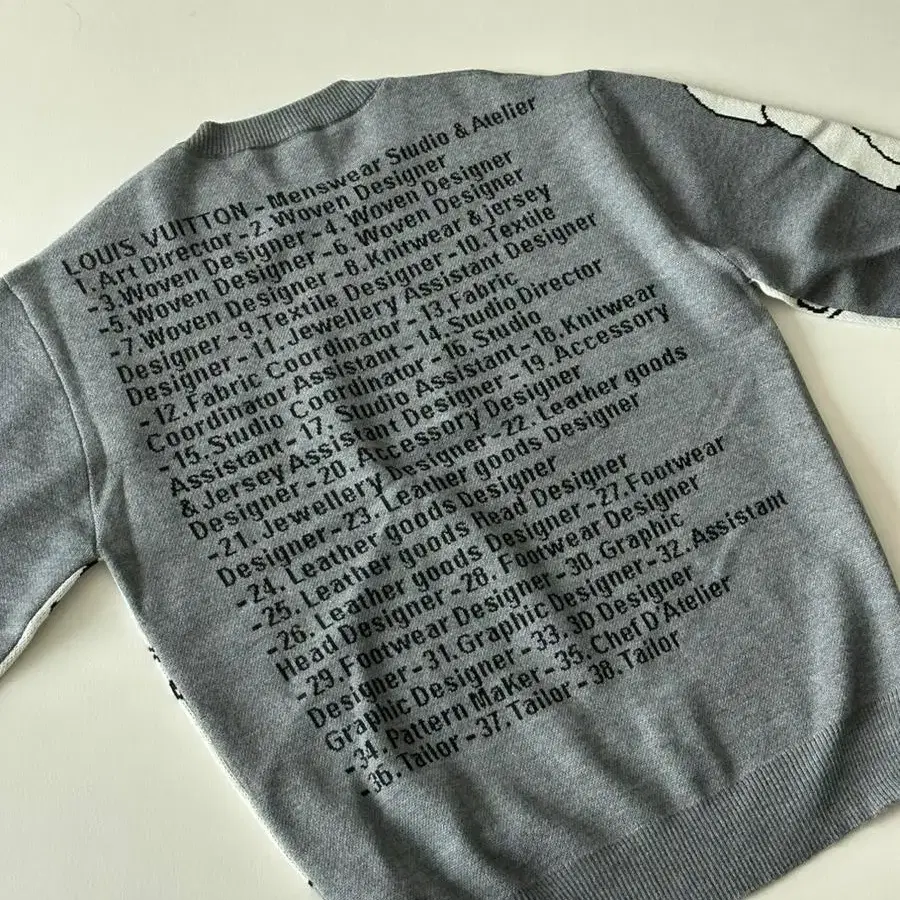 LOUIS VUITTON - Menswear Studio & Atelier
1.Art Director -2.Woven Designer
-3.Woven Designer -4. Woven Designer
-5.Woven Designer -6. Woven Designer
-7.Woven Designer -8.Knitwear & jersey
Designer -9.Textile Designer -10.Textile
Designer -11.Jewellery Assistant Designer
-12.Fabric Coordinator -13.Fabric
Coordinator Assistant -14.Studio Director
-15.Studio Coordinator -16.Studio
Assistant -17. Studio Assistant -18.Knitwear
& Jersey Assistant Designer -19.Accessory
Designer -20.Accessory Designer
-21.Jewellery Designer -22. Leather goods
Designer -23. Leather goods Designer
-24. Leather goods Designer
-25. Leather goods Head Designer
-26. Leather goods Designer -27.Footwear
Head Designer -28. Footwear Designer
-29.Footwear Designer -30. Graphic
Designer -31.Graphic Designer -32.Assistant
Graphic Designer -33.3D Designer
-34.Pattern Maker -35. Chef D'Atelier
-36.Tailor -37.Tailor -38.Tailor